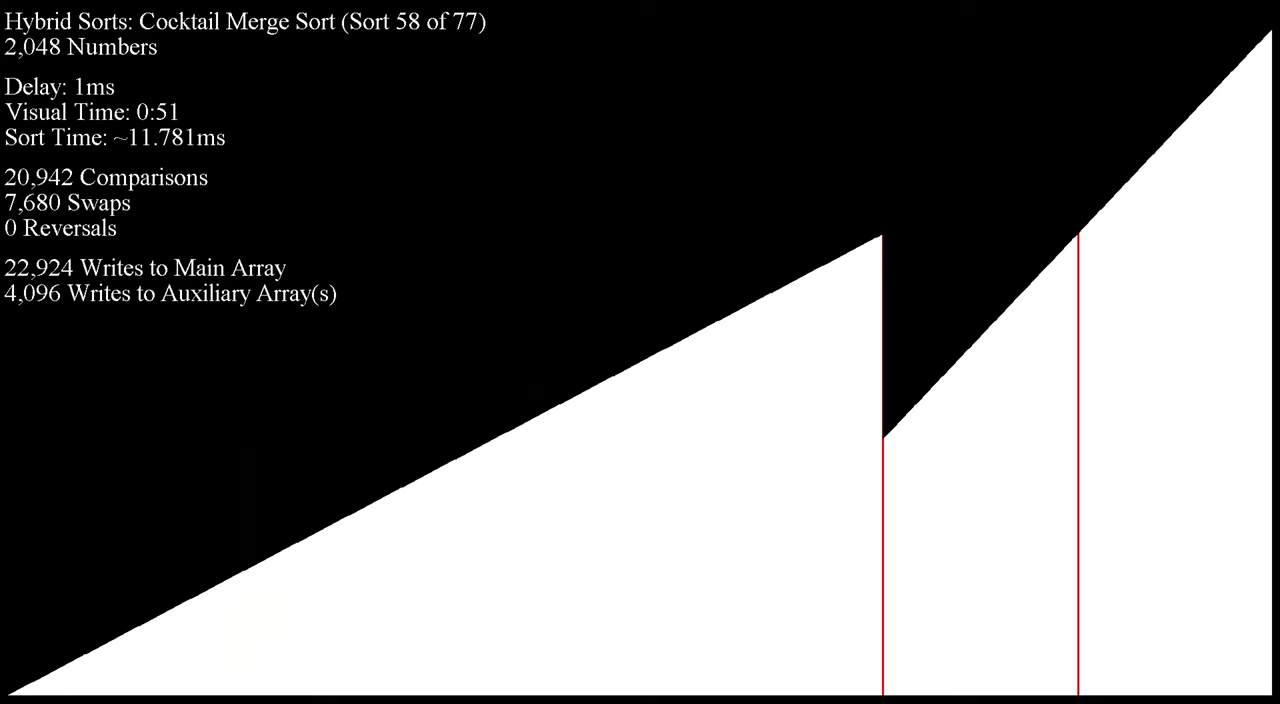 Hybrid Sorts: Cocktail Merge Sort (Sort 58 of 77)
2,048 Numbers
Delay: 1ms
Visual Time: 0:51
Sort Time: ~11.781ms
20,942 Comparisons
7,680 Swaps
0 Reversals
22,924 Writes to Main Array
4,096 Writes to Auxiliary Array(s)